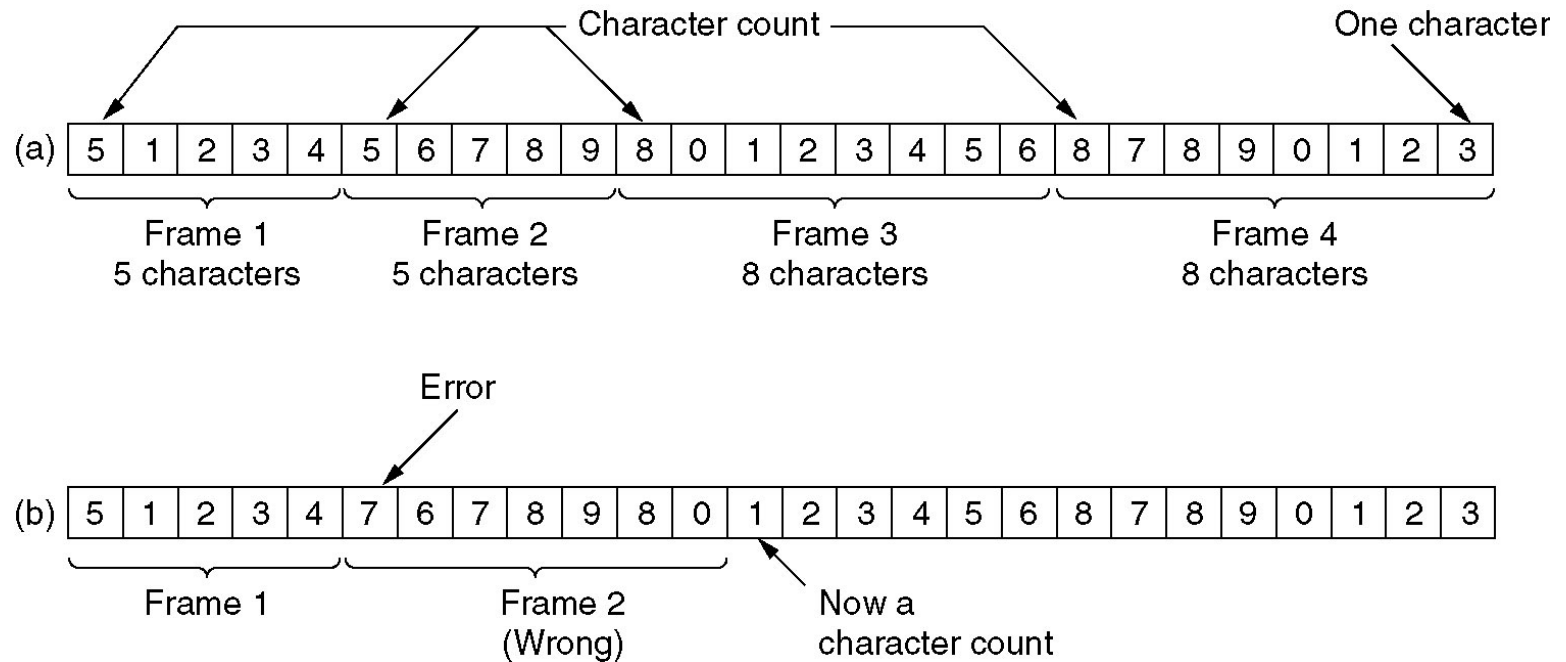 Character count One character
(a) 5 1 2 3 4 5 6 7 8 9 8 0 1 2 3 4 5 6 8 7 8 9 0 1 2 3
Frame 1 Frame 2 Frame 3 Frame 4
5 characters 5 characters 8 characters 8 characters
Error
(b) 5 1 2 3 4 7 6 7 8 9 8 0 1 2 3 4 5 6 8 7 8 9 0 1 2 3
Frame 1 Frame 2 Now a
(Wrong) character count